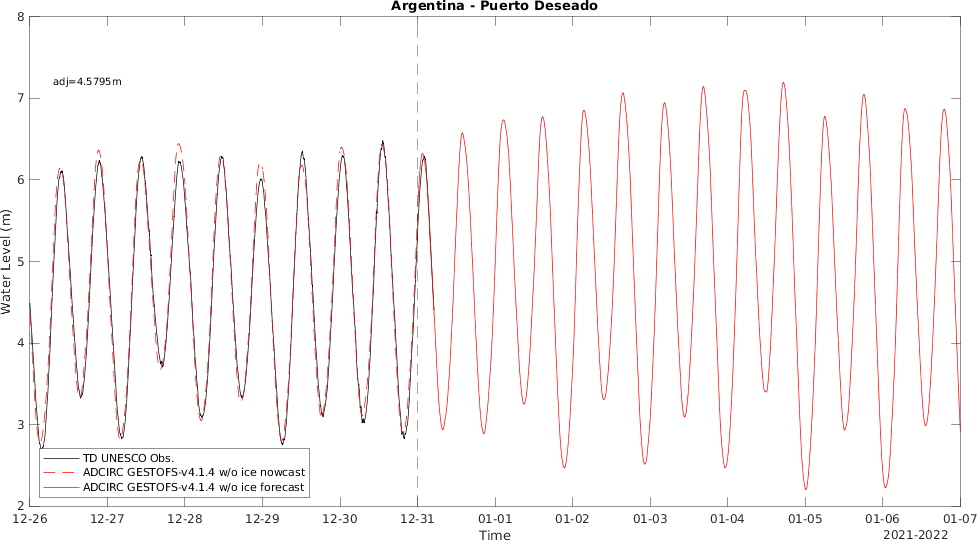 Argentina - Puerto Deseado
8
adj=4.5795m
7
6
5
4
3
2
Water Level (m)
TD UNESCO Obs.
ADCIRC GESTOFS-v4.1.4 w/o ice nowcast
ADCIRC GESTOFS-v4.1.4 w/o ice forecast
12-26 12-27 12-28 12-29 12-30 12-31 01-01 01-02 01-03 01-04 01-05 01-06 01-07
Time
2021-2022